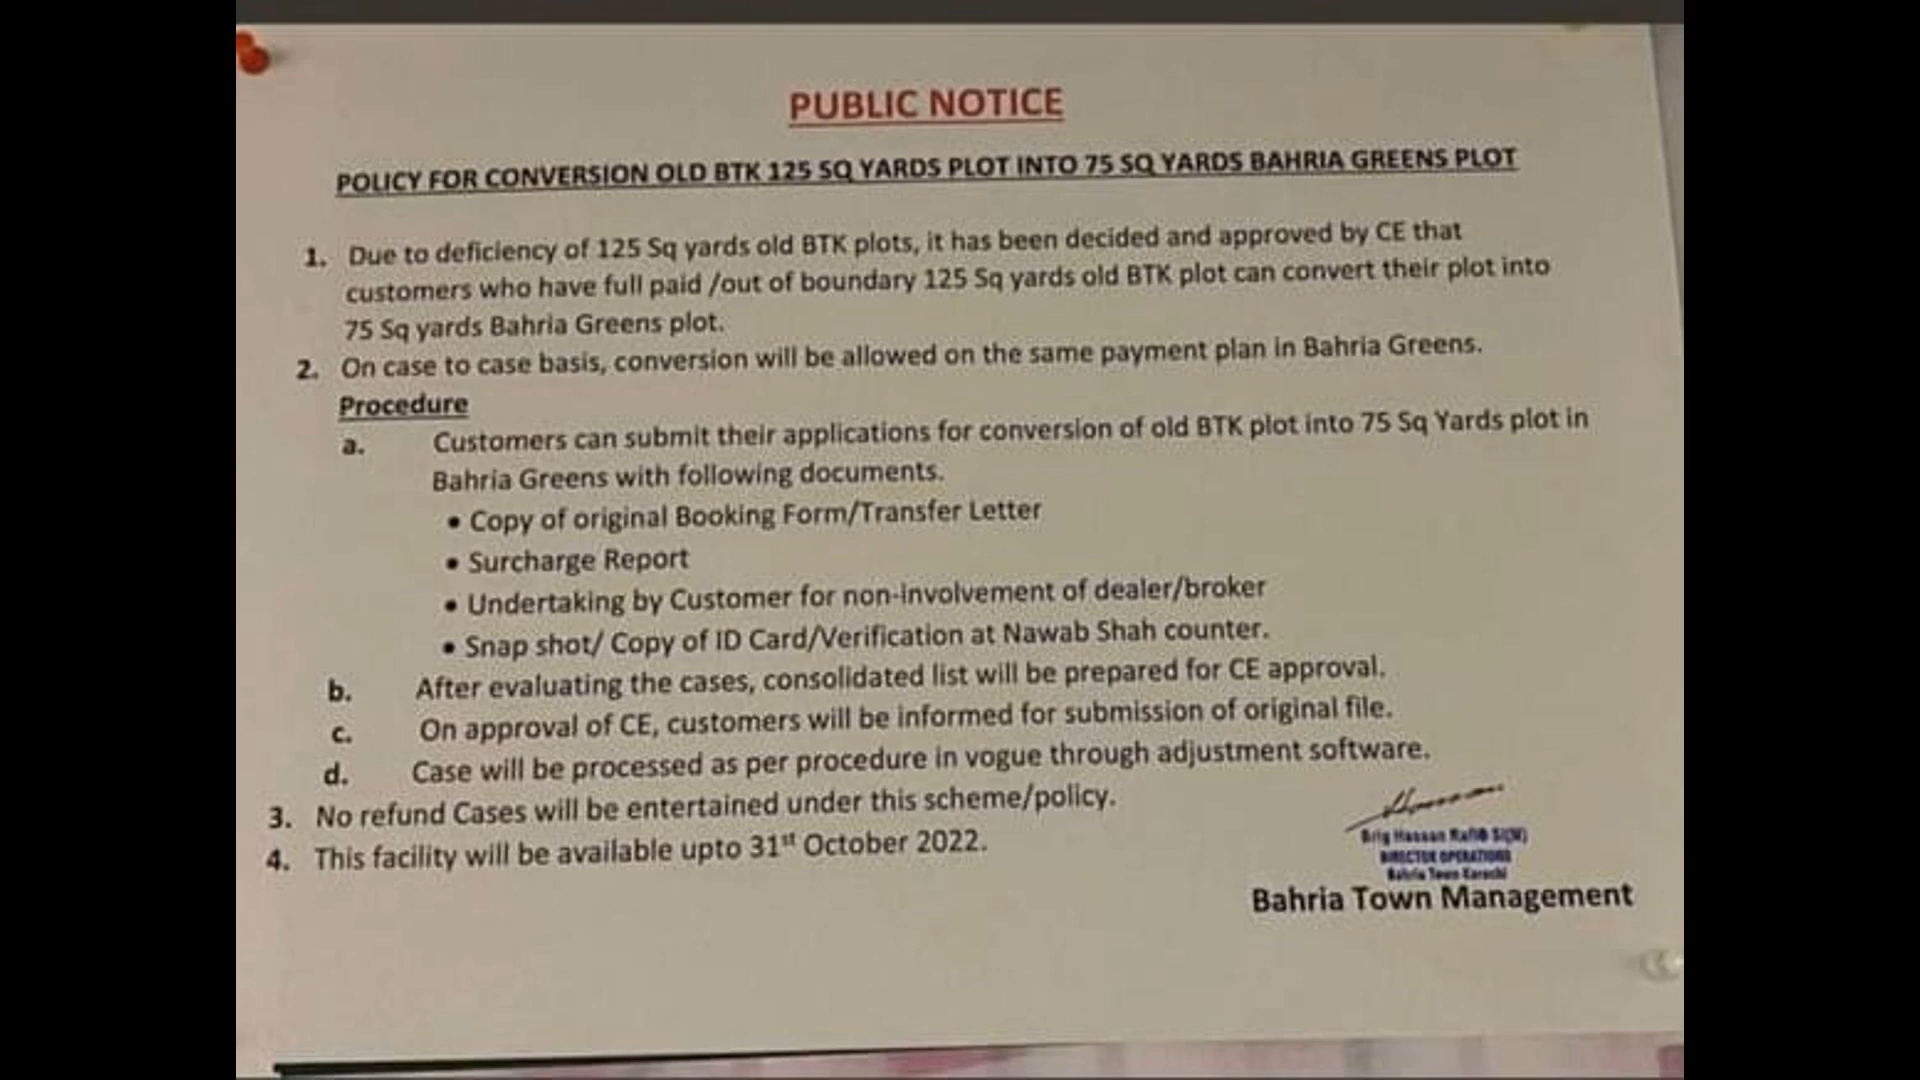 PUBLIC NOTICE
POLICY FOR CONVERSION OLD BTK 125 SQ YARDS PLOT INTO 75 SQ YARDS BAHRIA GREENS PLOT
1. Due to deficiency of 125 Sq yards old BTK plots, it has been decided and approved by CE that
customers who have full paid /out of boundary 125 Sq yards old BTK plot can convert their plot into
75 Sq yards Bahria Greens plot.
2. On case to case basis, conversion will be allowed on the same payment plan in Bahria Greens.
Procedure
a. Customers can submit their applications for conversion of old BTK plot into 75 Sq Yards plot in
Bahria Greens with following documents.
• Copy of original Booking Form/Transfer Letter
• Surcharge Report
• Undertaking by Customer for non-involvement of dealer/broker
• Snap shot/ Copy of ID Card/Verification at Nawab Shah counter.
b. After evaluating the cases, consolidated list will be prepared for CE approval.
c. On approval of CE, customers will be informed for submission of original file.
d. Case will be processed as per procedure in vogue through adjustment software.
3. No refund Cases will be entertained under this scheme/policy.
4. This facility will be available upto 31st October 2022.
Brig Hassan Rafi
DIRECTOR OPERATIONS
Bahria Town Karachi
Bahria Town Management